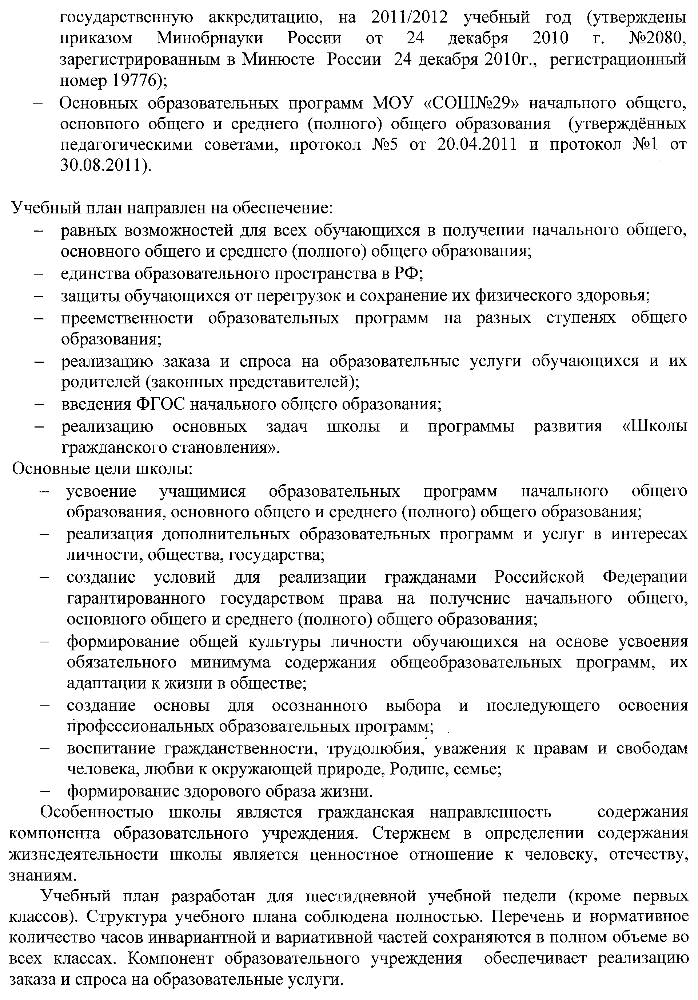 государственную аккредитацию, на 2011/2012 учебный год (утверждены
приказом Минобрнауки России от 24 декабря 2010 г. №2080,
зарегистрированным в Минюсте России 24 декабря 2010г., регистрационный
номер 19776);
– Основных образовательных программ МОУ «СОШ№29» начального общего,
основного общего и среднего (полного) общего образования (утверждённых
педагогическими советами, протокол №5 от 20.04.2011 и протокол №1 от
30.08.2011).
Учебный план направлен на обеспечение:
– равных возможностей для всех обучающихся в получении начального общего,
основного общего и среднего (полного) общего образования;
– единства образовательного пространства в РФ;
– защиты обучающихся от перегрузок и сохранение их физического здоровья;
– преемственности образовательных программ на разных ступенях общего
образования;
– реализацию заказа и спроса на образовательные услуги обучающихся и их
родителей (законных представителей);
– введения ФГОС начального общего образования;
– реализацию основных задач школы и программы развития «Школы
гражданского становления».
Основные цели школы:
– усвоение учащимися образовательных программ начального общего
образования, основного общего и среднего (полного) общего образования;
– реализация дополнительных образовательных программ и услуг в интересах
личности, общества, государства;
– создание условий для реализации гражданами Российской Федерации
гарантированного государством права на получение начального общего,
основного общего и среднего (полного) общего образования;
– формирование общей культуры личности обучающихся на основе усвоения
обязательного минимума содержания общеобразовательных программ, их
адаптации к жизни в обществе;
– создание основы для осознанного выбора и последующего освоения
профессиональных образовательных программ;
– воспитание гражданственности, трудолюбия, уважения к правам и свободам
человека, любви к окружающей природе, Родине, семье;
– формирование здорового образа жизни.
Особенностью школы является гражданская направленность содержания
компонента образовательного учреждения. Стержнем в определении содержания
жизнедеятельности школы является ценностное отношение к человеку, отечеству,
знаниям.
Учебный план разработан для шестидневной учебной недели (кроме первых
классов). Структура учебного плана соблюдена полностью. Перечень и нормативное
количество часов инвариантной и вариативной частей сохраняются в полном объеме во
всех классах. Компонент образовательного учреждения обеспечивает реализацию
заказа и спроса на образовательные услуги.